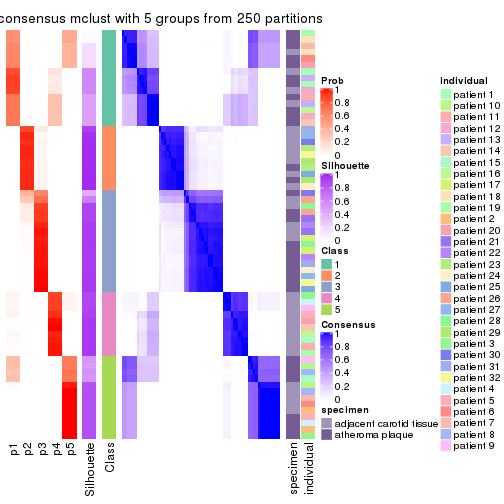 consensus mclust with 5 groups from 250 partitions
Prob
1
0.8
0.6
0.4
0.2
0
Silhouette
1
0.8
0.6
0.4
0.2
0
Class
1
2
3
4
5
Consensus
1
0.8
0.6
0.4
0.2
0
specimen
adjacent carotid tissue
atheroma plaque
individual
patient 1
patient 10
patient 11
patient 12
patient 13
patient 14
patient 15
patient 16
patient 17
patient 18
patient 19
patient 2
patient 20
patient 21
patient 22
patient 23
patient 24
patient 25
patient 26
patient 27
patient 28
patient 29
patient 3
patient 30
patient 31
patient 32
patient 4
patient 5
patient 6
patient 7
patient 8
patient 9
p1
p2
p3
p4
p5
Silhouette
Class
specimen
individual